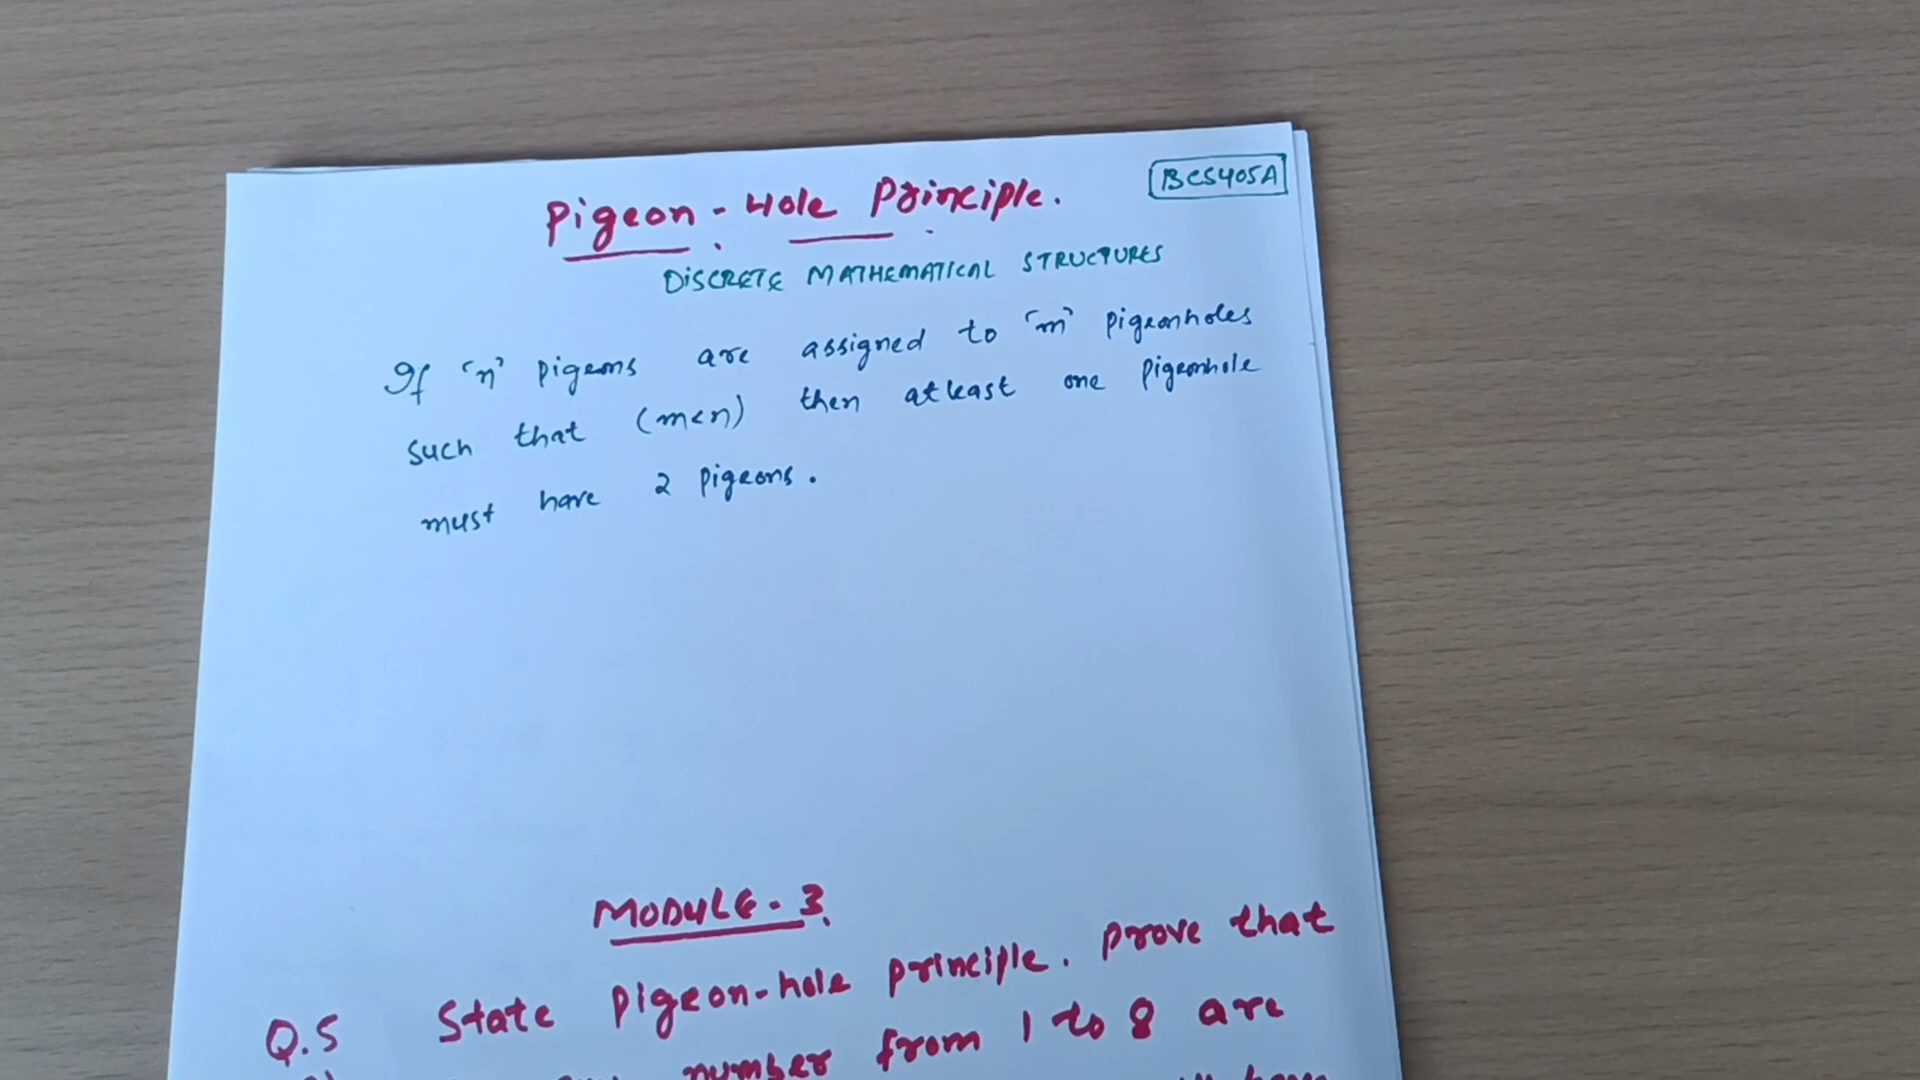 BCS405A
Pigeon-Hole Principle.
DISCRETE MATHEMATICAL STRUCTURES
If 'n' pigeons are assigned to 'm' pigeonholes
such that (m<n) then atleast one pigeonhole
must have 2 pigeons.
MODULE-3
Q.5 State pigeon-hole principle. prove that
number from 1 to 8 are
have